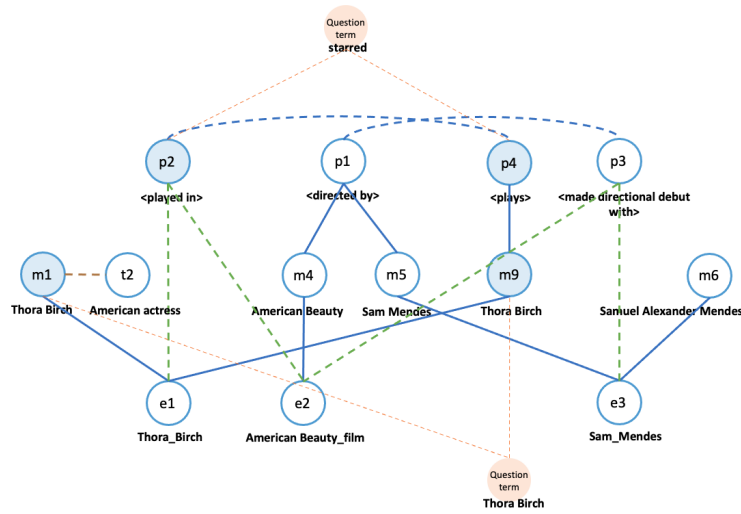 Question
term
starred
p2
p1
p4
p3
<played in>
<directed by>
<plays>
<made directional debut
with>
m1
t2
m4
m5
m9
m6
Thora Birch
American actress
American Beauty
Sam Mendes
Thora Birch
Sanuel Alexander Mendes
e1
e2
e3
Thora_Birch
American Beauty_film
Sam_Mendes
Question
term
Thora Birch